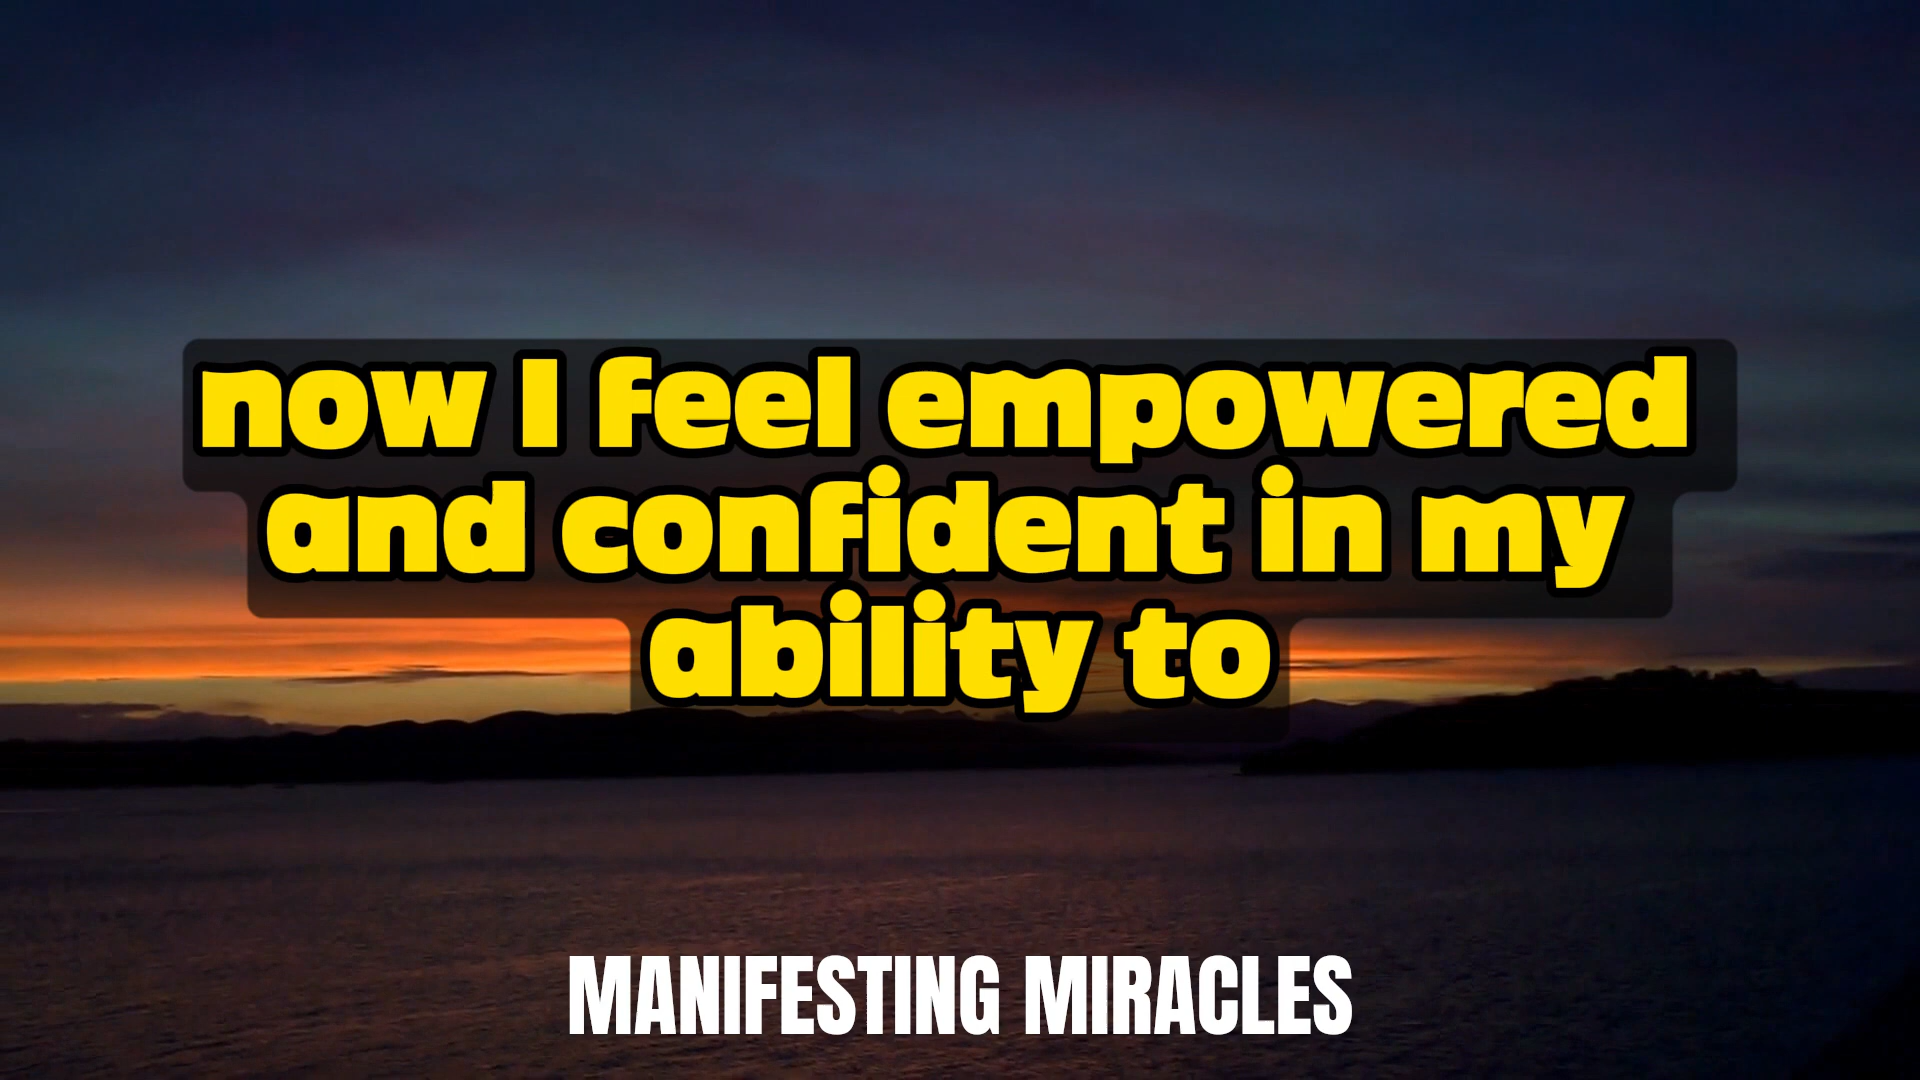 now I feel empowered
and confident in my
ability to
MANIFESTING MIRACLES